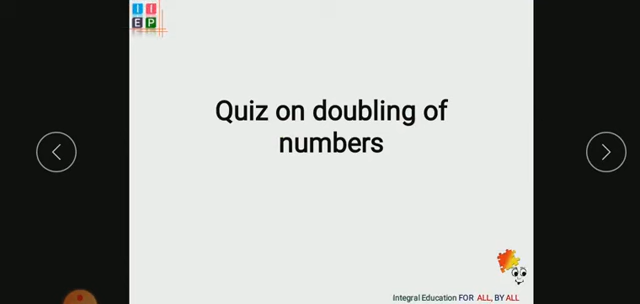 I I
E P
Quiz on doubling of
numbers
Integral Education FOR ALL, BY ALL